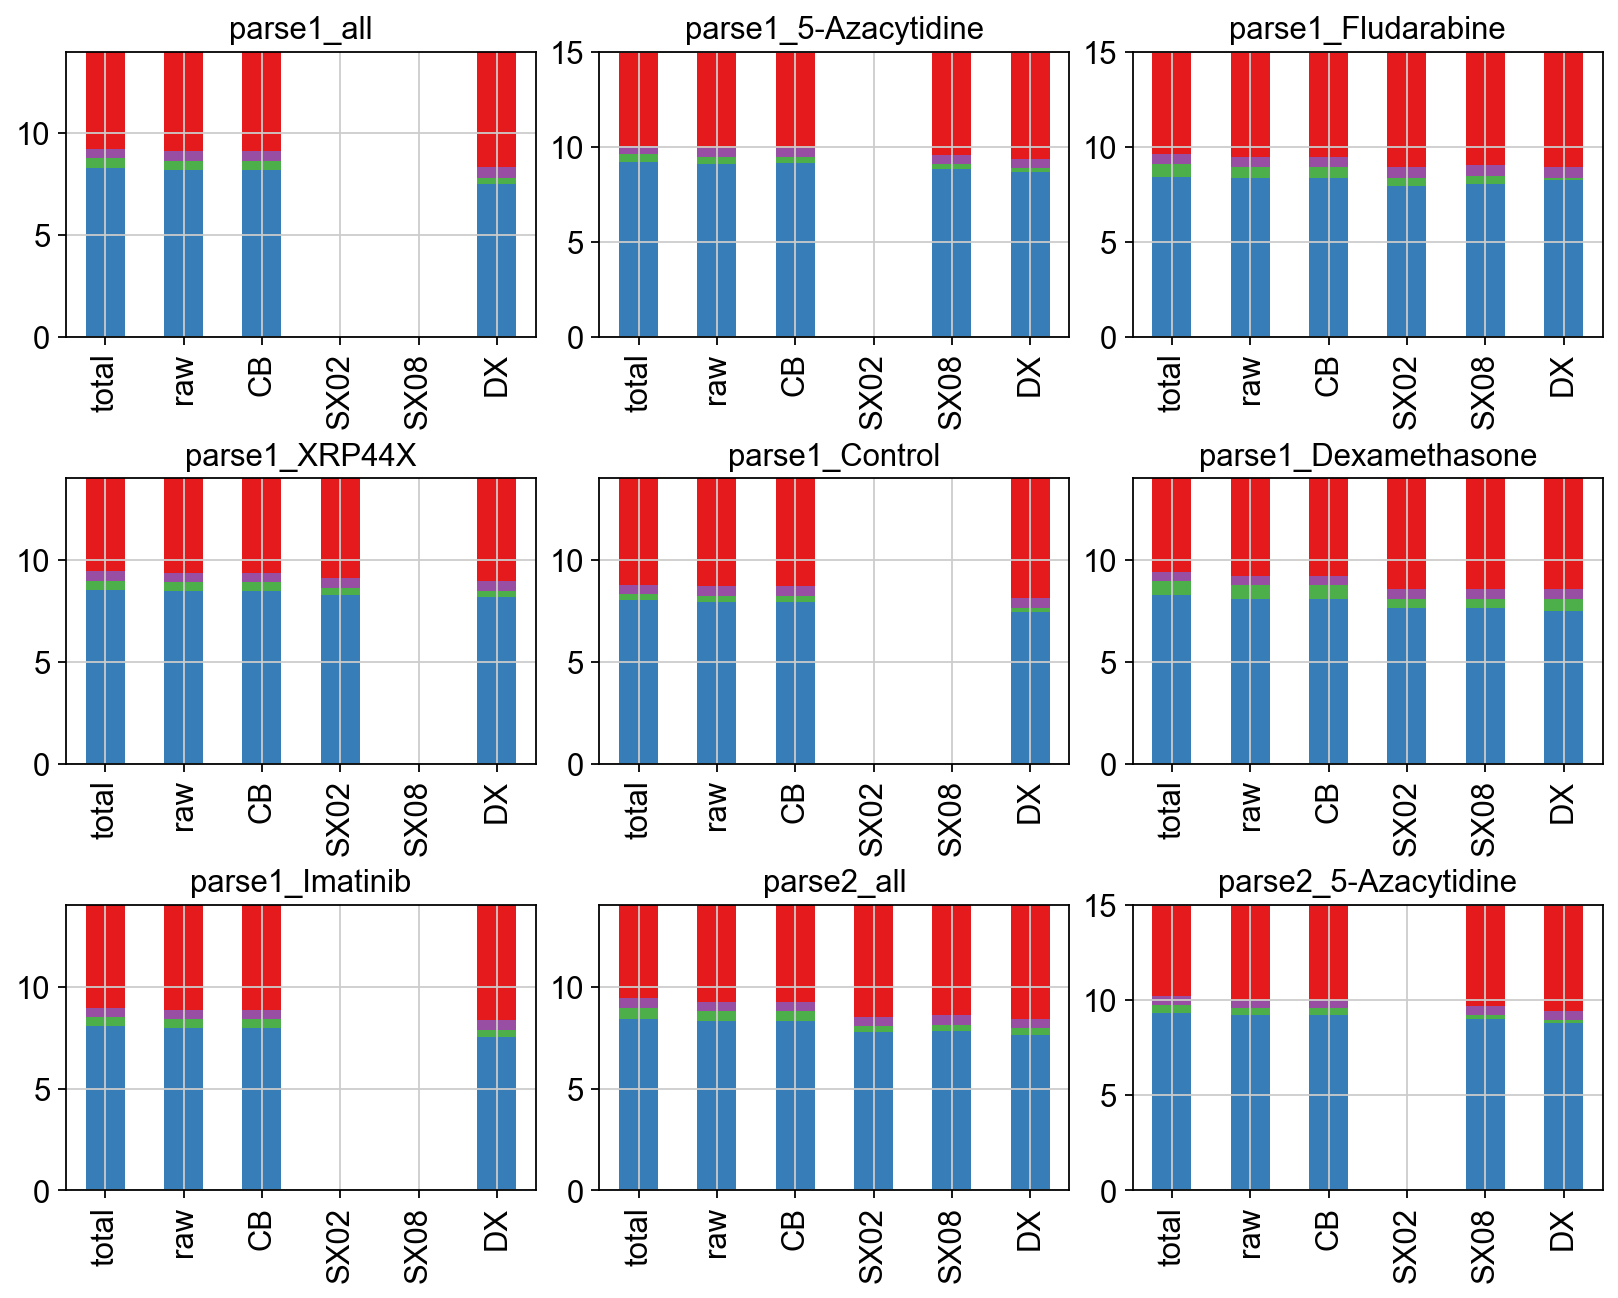 parse1_all
parse1_5-Azacytidine
parse1_Fludarabine
10
5
0
15
10
5
0
15
10
5
0
total
raw
CB
SX02
SX08
DX
total
raw
CB
SX02
SX08
DX
total
raw
CB
SX02
SX08
DX
parse1_XRP44X
parse1_Control
parse1_Dexamethasone
10
5
0
10
5
0
10
5
0
total
raw
CB
SX02
SX08
DX
total
raw
CB
SX02
SX08
DX
total
raw
CB
SX02
SX08
DX
parse1_Imatinib
parse2_all
parse2_5-Azacytidine
10
5
0
10
5
0
15
10
5
0
total
raw
CB
SX02
SX08
DX
total
raw
CB
SX02
SX08
DX
total
raw
CB
SX02
SX08
DX